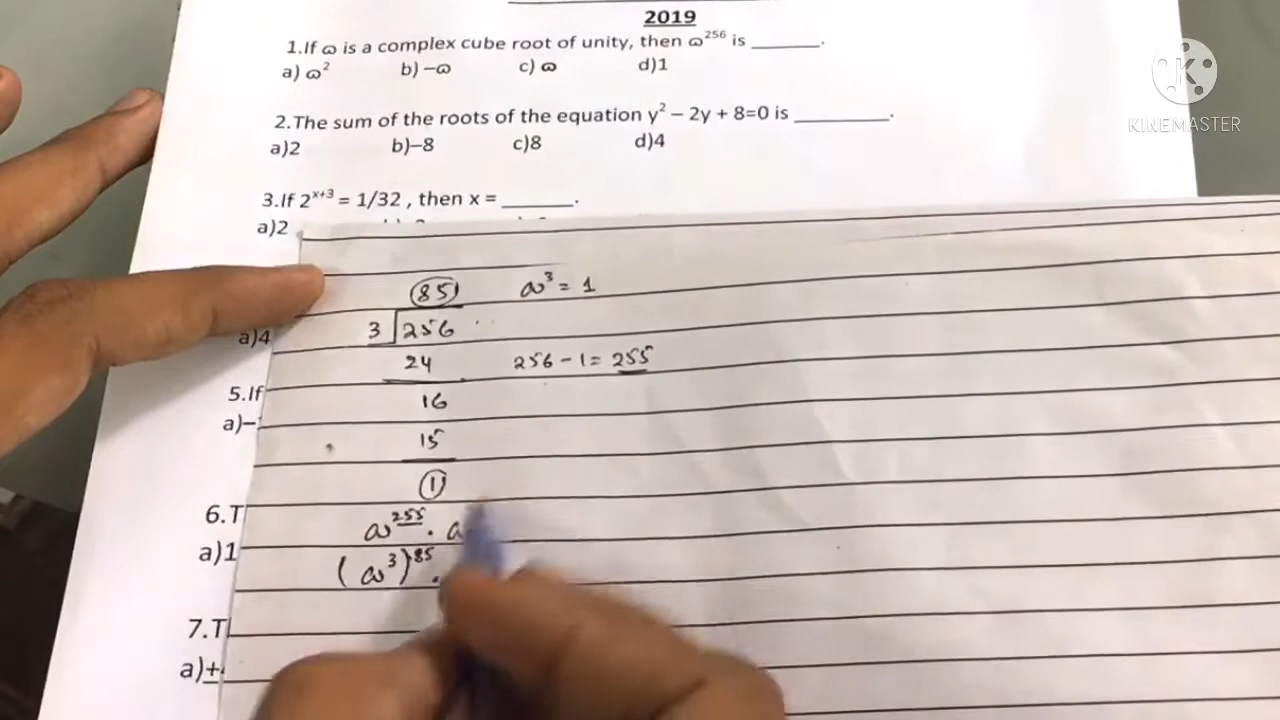 2019
1.If ω is a complex cube root of unity, then ω²⁵⁶ is ______.
a) ω² b) –ω c) ω d)1
KINEMASTER
2.The sum of the roots of the equation y² – 2y + 8=0 is ________.
a)2 b)–8 c)8 d)4
3.If 2ˣ⁺³ = 1/32 , then x = ______.
a)2
85 ω³ = 1
3 256
a)4
24 256 – 1 = 255
5.If
16
a)–
15
1
6.T
ω²⁵⁵ .
a)1
(ω³)⁸⁵ .
7.T
a)+